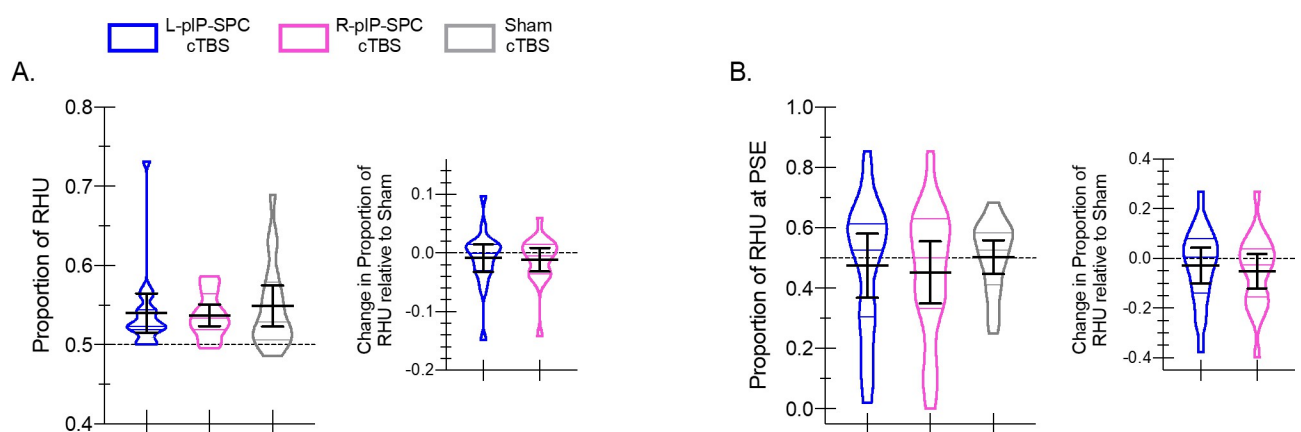 L-pIP-SPC
cTBS
R-pIP-SPC
cTBS
Sham
cTBS
A.
Proportion of RHU
0.8
0.7
0.6
0.5
0.4
Change in Proportion of
RHU relative to Sham
0.1
0.0
-0.1
-0.2
B.
Proportion of RHU at PSE
1.0
0.8
0.6
0.4
0.2
0.0
Change in Proportion of
RHU relative to Sham
0.4
0.2
0.0
-0.2
-0.4